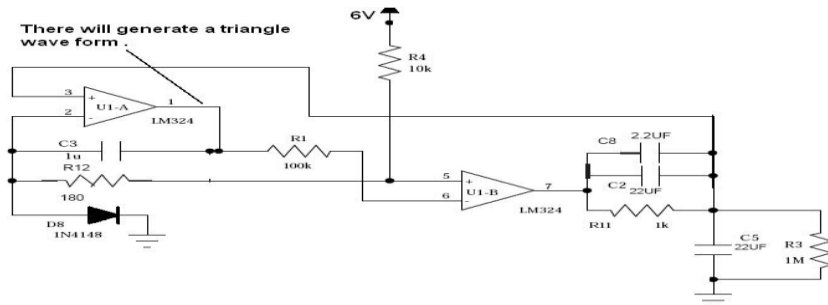 There will generate a triangle
wave form .
6V
R4
10k
3
+
U1-A
1
2
-
LM324
C3
1u
R1
100k
R12
180
D8
1N4148
5
+
U1-B
7
6
-
LM324
C8
2.2UF
C2
22UF
R11
1k
C5
22UF
R3
1M